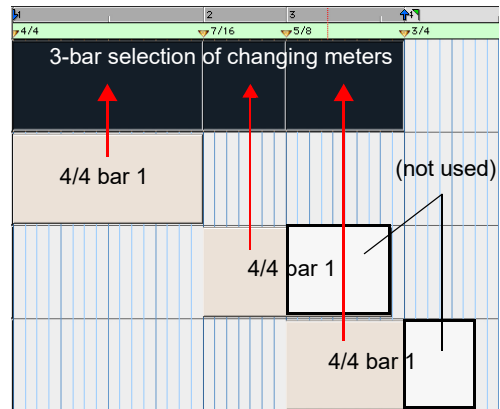 1 2 3 4
4/4 7/16 5/8 3/4
3-bar selection of changing meters
4/4 bar 1
(not used)
4/4 bar 1
4/4 bar 1